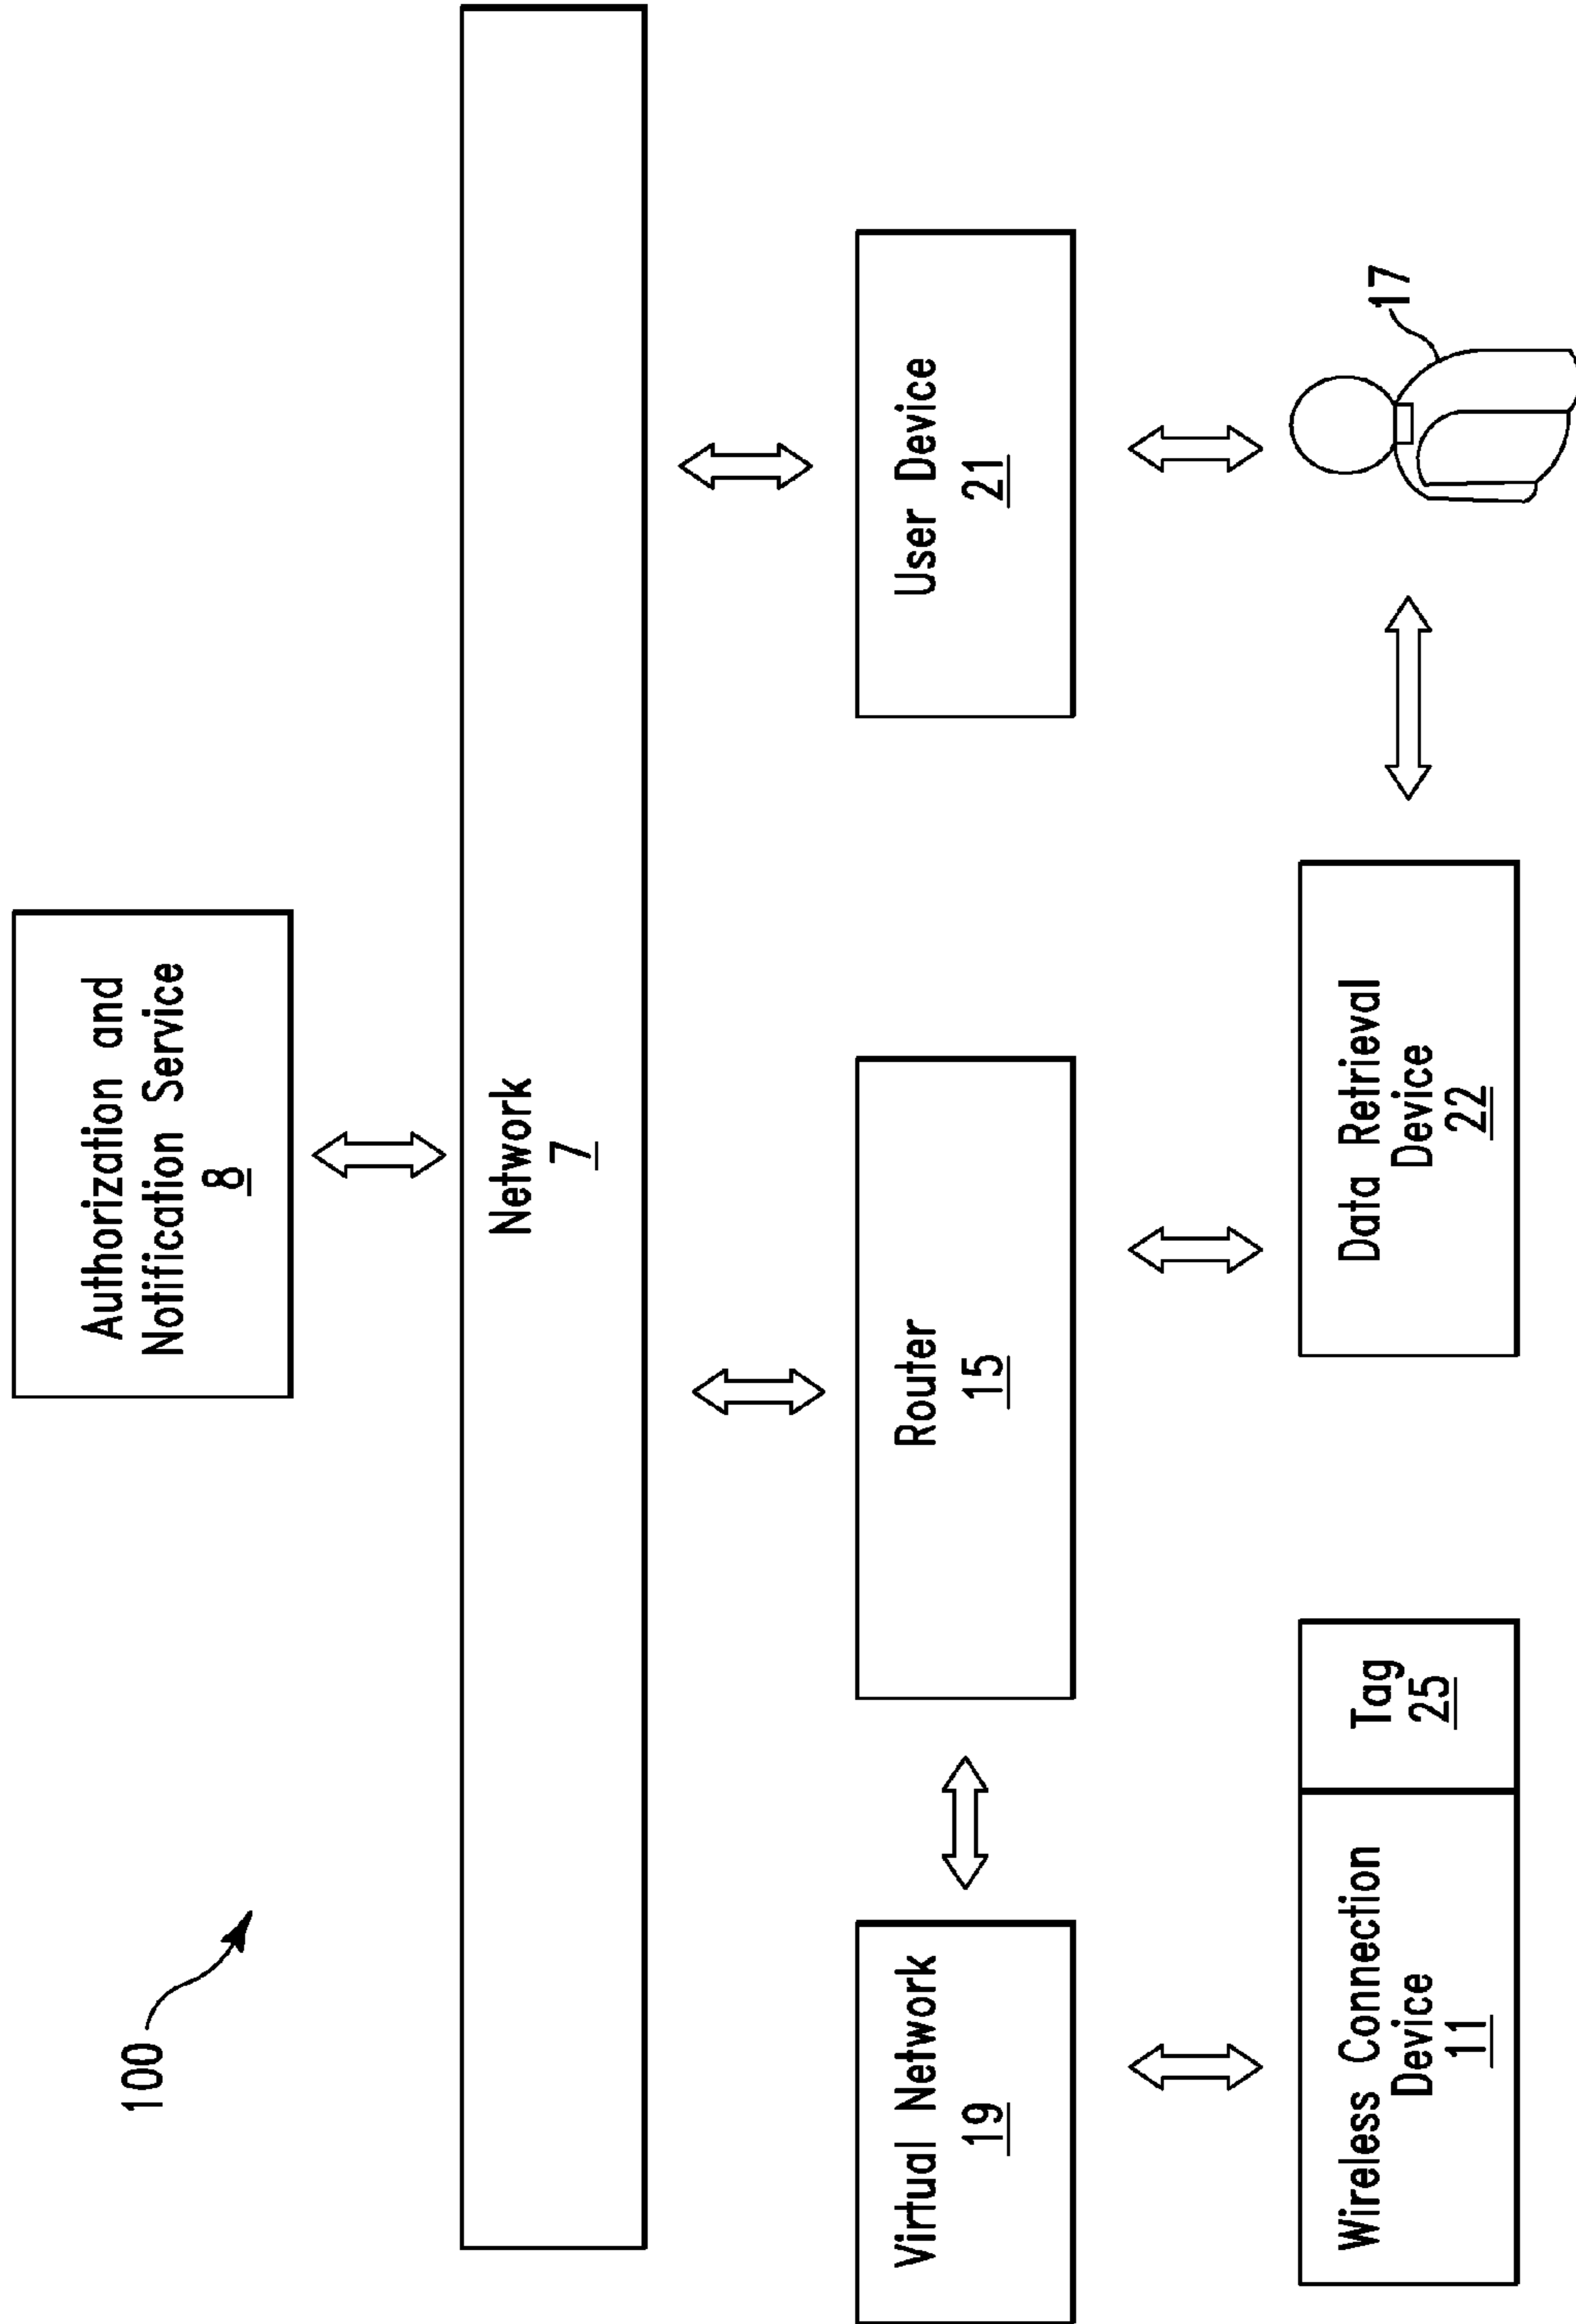 100
Authorization and
Notification Service
8
Network
7
Virtual Network
19
Router
15
User Device
21
Wireless Connection
Device
11
Tag
25
Data Retrieval
Device
22
17